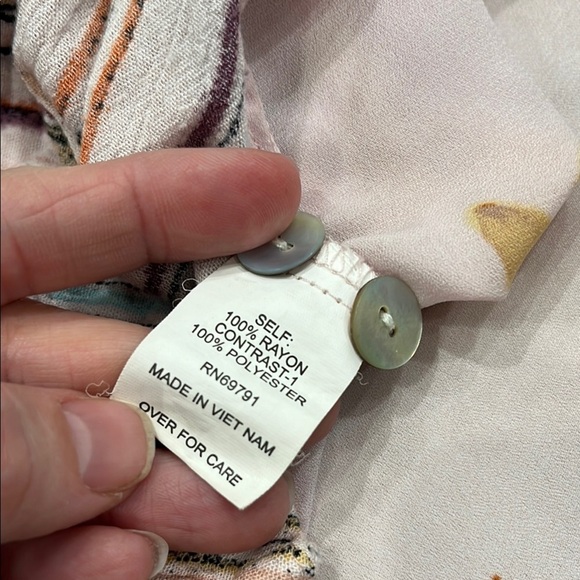 SELF:
100% RAYON
CONTRAST-1
100% POLYESTER
RN69791
MADE IN VIET NAM
OVER FOR CARE